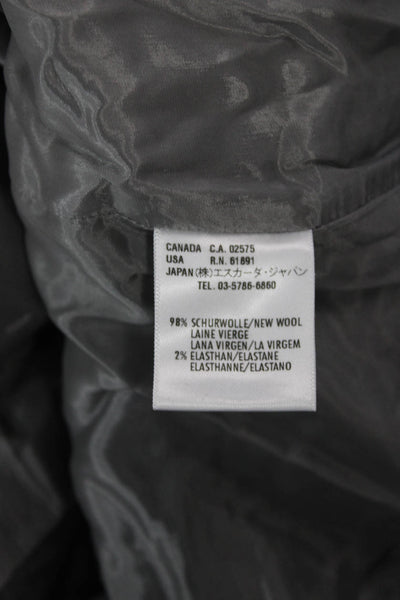 CANADA C.A. 02575
USA R.N. 61891
JAPAN (株)エスカーダ・ジャパン
TEL. 03-5786-6860
98% SCHURWOLLE/NEW WOOL
LAINE VIERGE
LANA VIRGEN/LA VIRGEM
2% ELASTHAN/ELASTANE
ELASTHANNE/ELASTANO